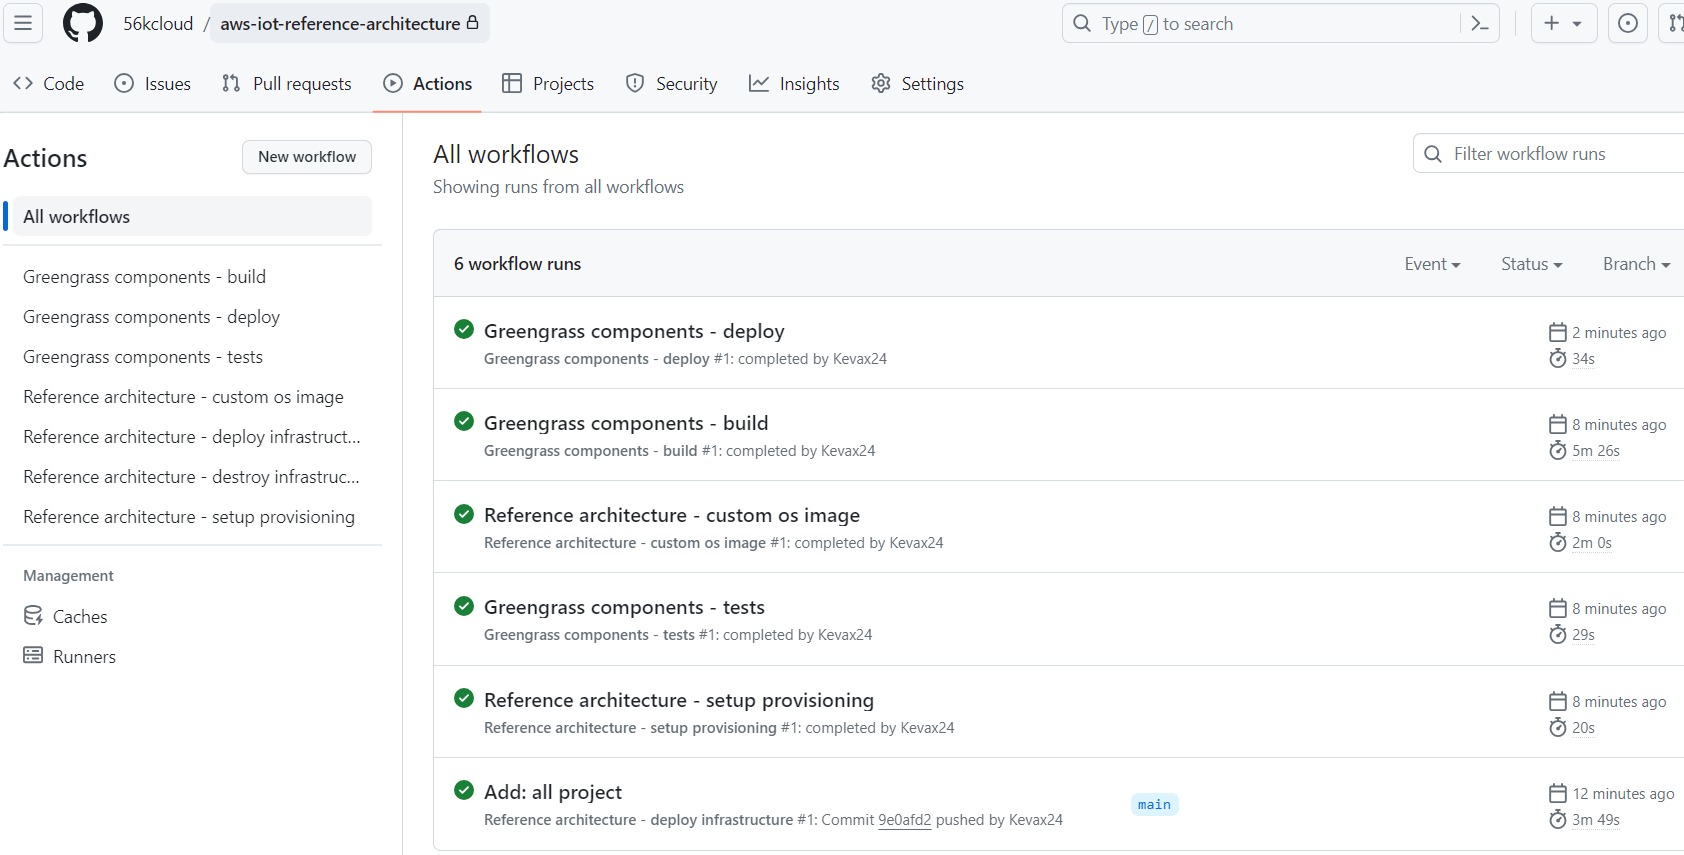 56kcloud / aws-iot-reference-architecture
Type / to search
Code
Issues
Pull requests
Actions
Projects
Security
Insights
Settings
Actions
New workflow
All workflows
Greengrass components - build
Greengrass components - deploy
Greengrass components - tests
Reference architecture - custom os image
Reference architecture - deploy infrastruct...
Reference architecture - destroy infrastruc...
Reference architecture - setup provisioning
Management
Caches
Runners
All workflows
Showing runs from all workflows
Filter workflow runs
6 workflow runs
Event
Status
Branch
Greengrass components - deploy
Greengrass components - deploy #1: completed by Kevax24
2 minutes ago
34s
Greengrass components - build
Greengrass components - build #1: completed by Kevax24
8 minutes ago
5m 26s
Reference architecture - custom os image
Reference architecture - custom os image #1: completed by Kevax24
8 minutes ago
2m 0s
Greengrass components - tests
Greengrass components - tests #1: completed by Kevax24
8 minutes ago
29s
Reference architecture - setup provisioning
Reference architecture - setup provisioning #1: completed by Kevax24
8 minutes ago
20s
Add: all project
Reference architecture - deploy infrastructure #1: Commit 9e0afd2 pushed by Kevax24
main
12 minutes ago
3m 49s